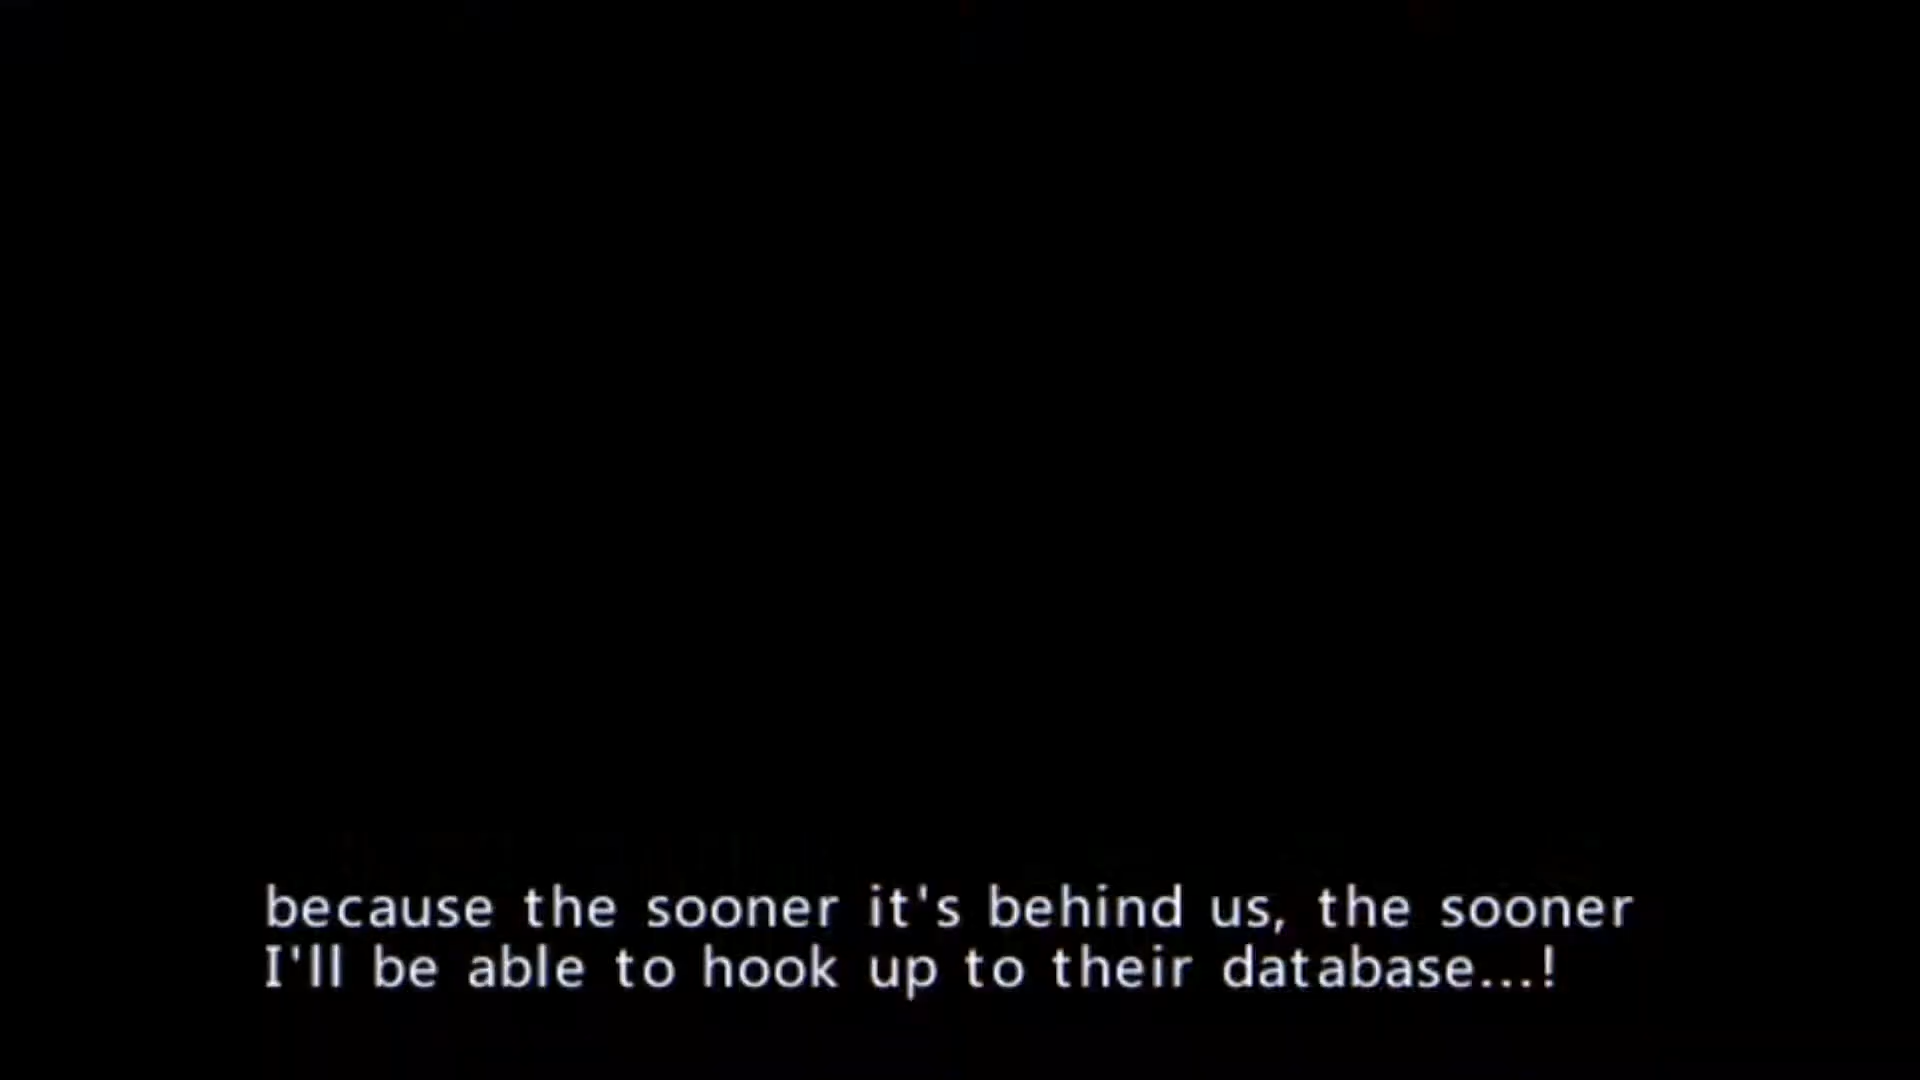 because the sooner it's behind us, the sooner
I'll be able to hook up to their database...!